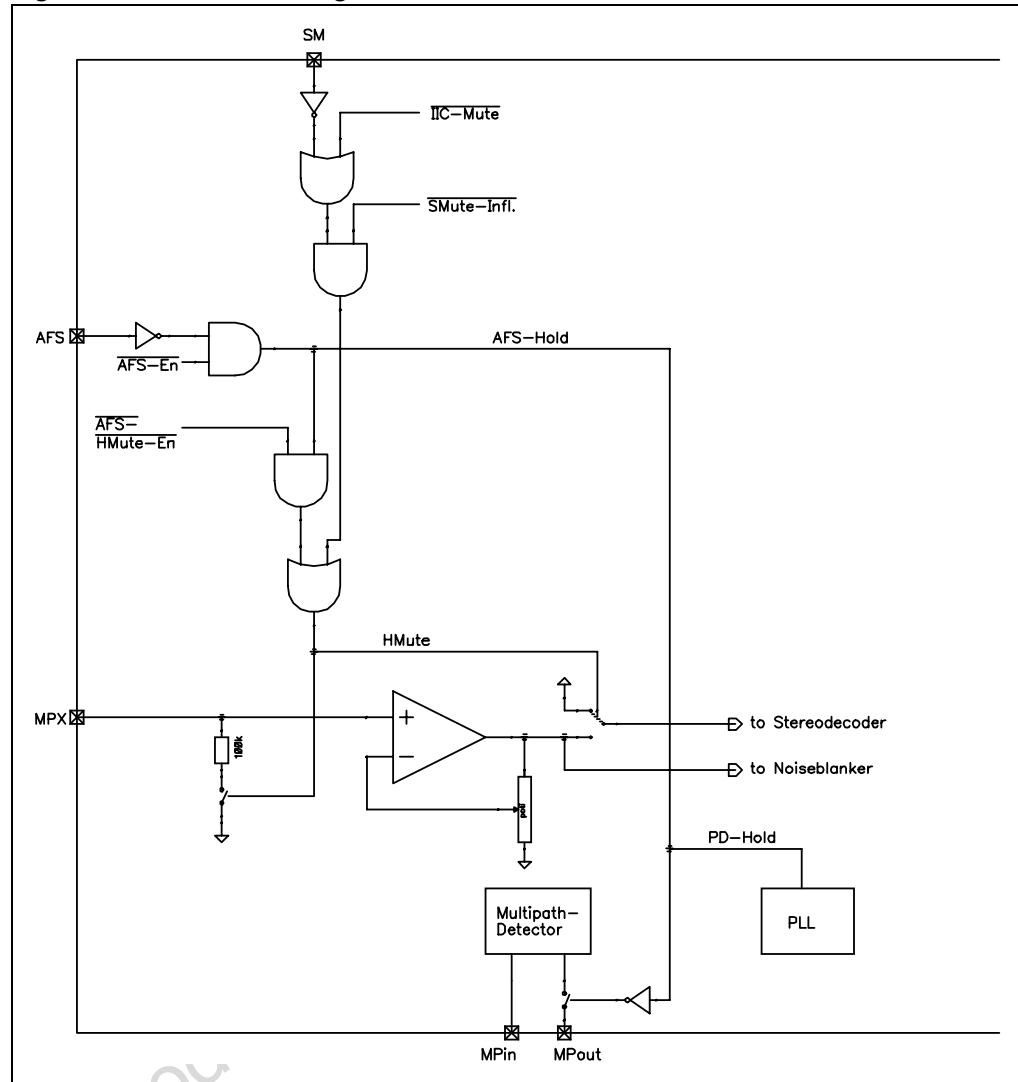 SM
IIC-Mute
SMute-Infl.
AFS
AFS-Hold
AFS-En
AFS-
HMute-En
HMute
MPX
100k
+
−
poti
to Stereodecoder
to Noiseblanker
PD-Hold
Multipath-
Detector
PLL
MPin
MPout